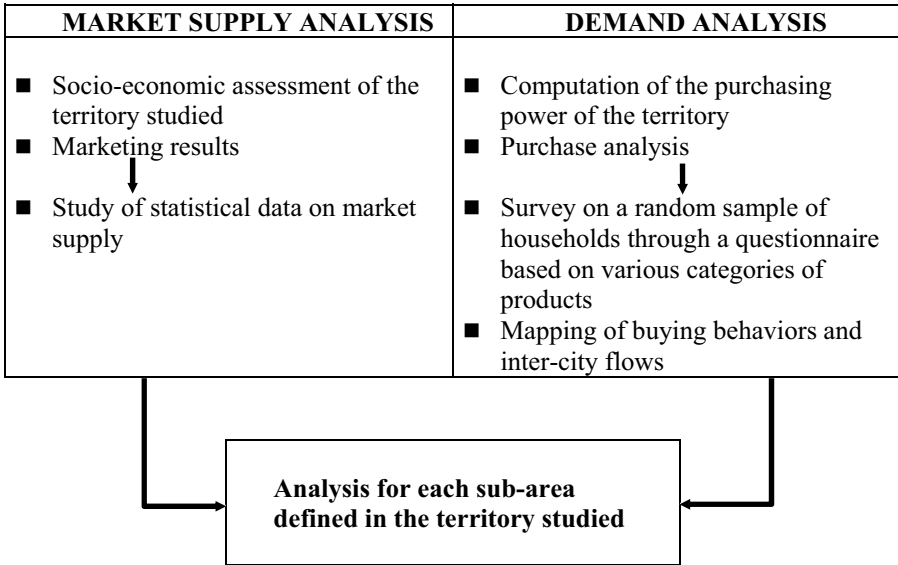 MARKET SUPPLY ANALYSIS
■ Socio-economic assessment of the
territory studied
■ Marketing results
■ Study of statistical data on market
supply
DEMAND ANALYSIS
■ Computation of the purchasing
power of the territory
■ Purchase analysis
■ Survey on a random sample of
households through a questionnaire
based on various categories of
products
■ Mapping of buying behaviors and
inter-city flows
Analysis for each sub-area
defined in the territory studied